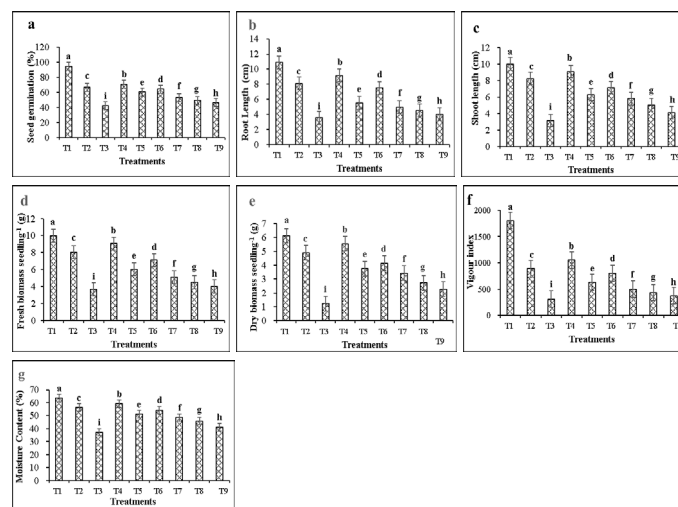 a
Seed germination (%)
120
100
80
60
40
20
0
a c i b e d f g h
T1 T2 T3 T4 T5 T6 T7 T8 T9
Treatments
b
Root Length (cm)
14
12
10
8
6
4
2
0
a c i b e d f g h
T1 T2 T3 T4 T5 T6 T7 T8 T9
Treatments
c
Shoot length (cm)
12
10
8
6
4
2
0
a c i b e d f g h
T1 T2 T3 T4 T5 T6 T7 T8 T9
Treatments
d
Fresh biomass seedling-1 (g)
12
10
8
6
4
2
0
a c i b e d f g h
T1 T2 T3 T4 T5 T6 T7 T8 T9
Treatments
e
Dry biomass seedling-1 (g)
7
6
5
4
3
2
1
0
a c i b e d f g h
T1 T2 T3 T4 T5 T6 T7 T8
T9
Treatments
f
Vigour index
2000
1500
1000
500
0
a c i b e d f g h
T1 T2 T3 T4 T5 T6 T7 T8 T
Treatments
g
Moisture Content (%)
70
60
50
40
30
20
10
0
a c i b e d f g h
T1 T2 T3 T4 T5 T6 T7 T8 T9
Treatments